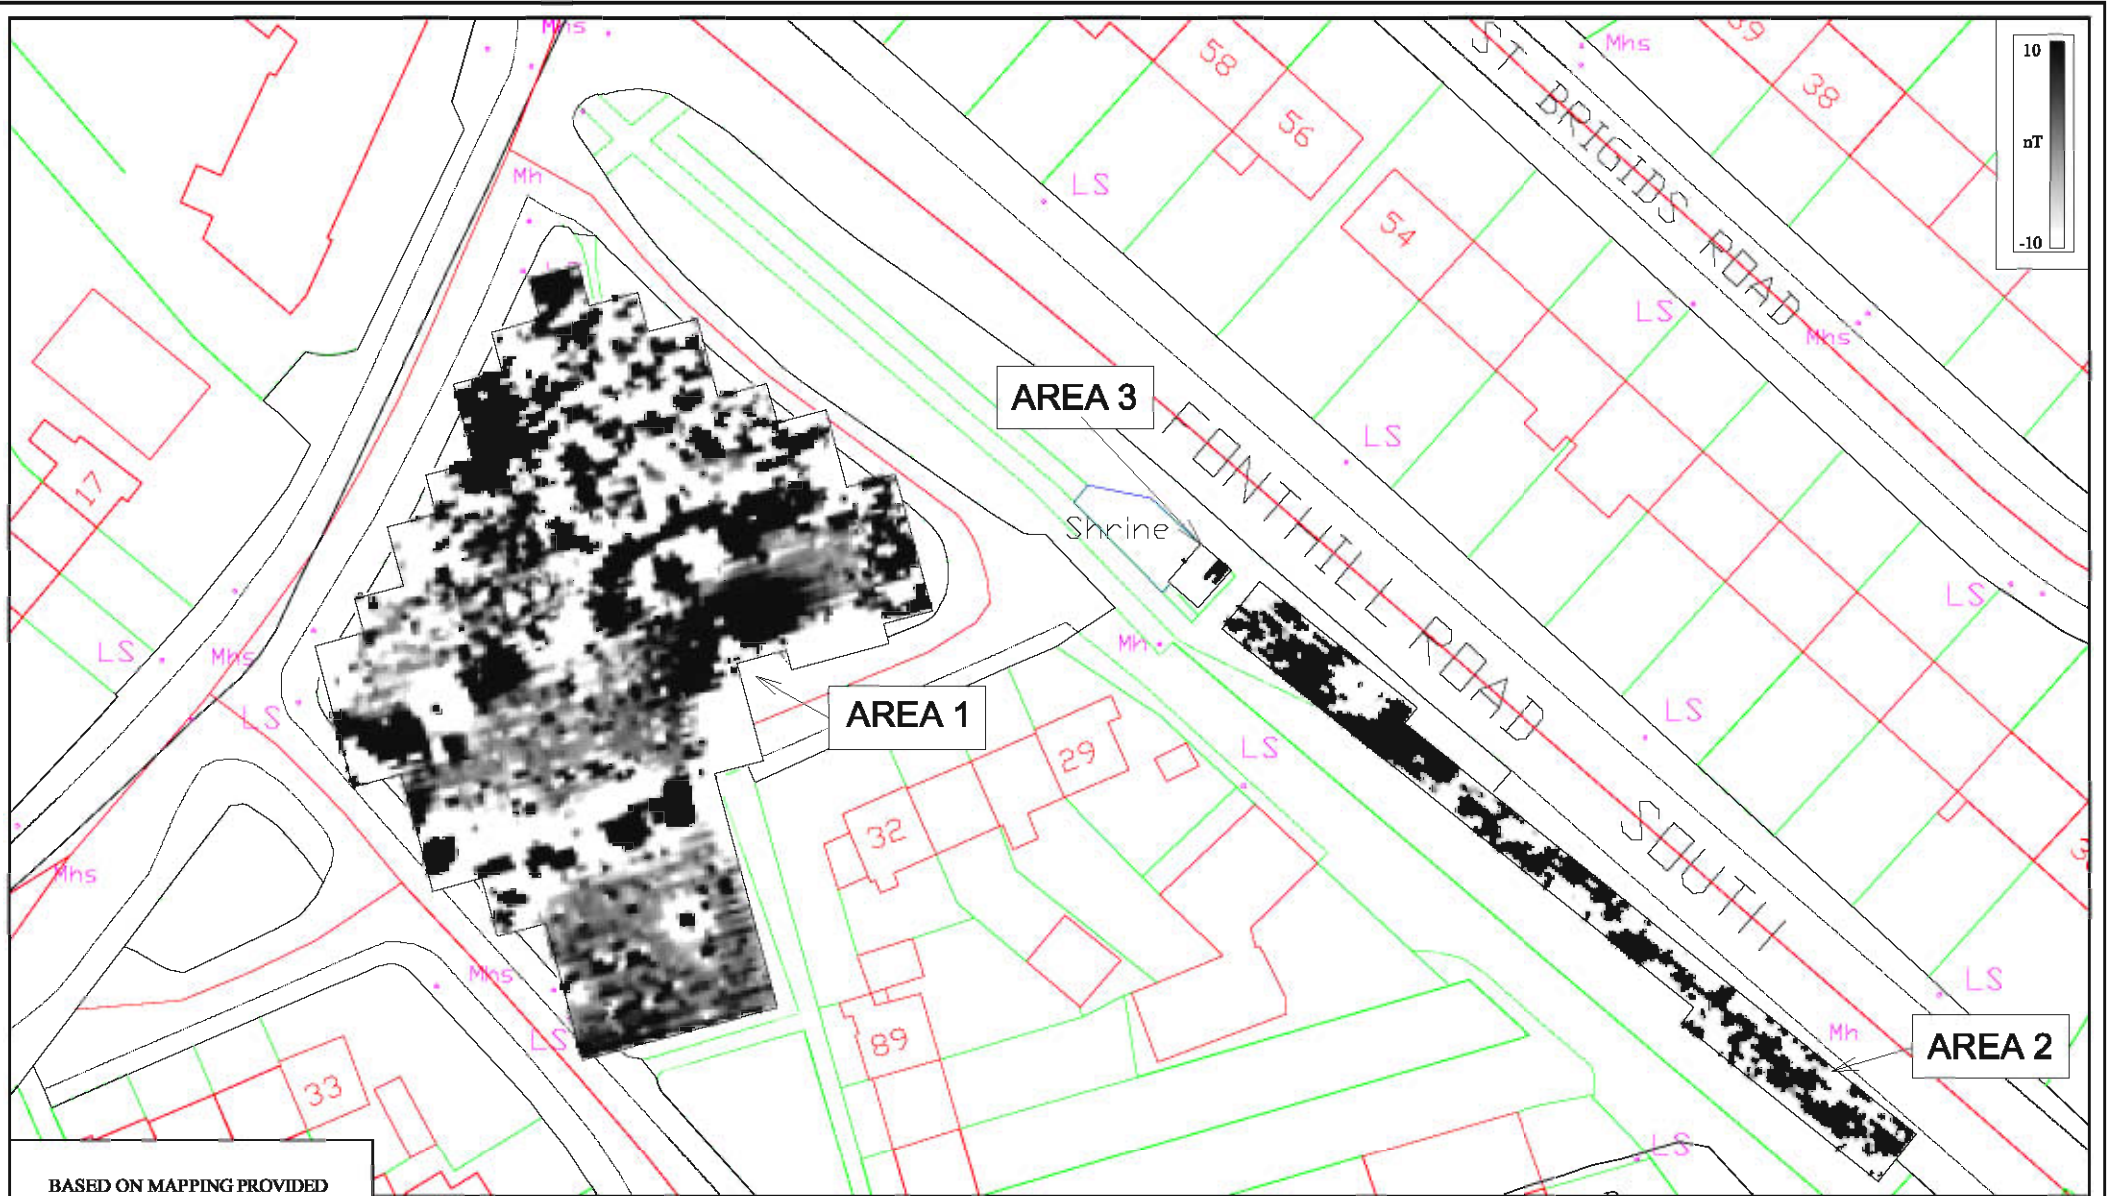 Mhs
Mhs
39
10
58
38
56
nT
Mh
LS
ST BRIGIDS ROAD
54
-10
LS
Mhs
AREA 3
FONTHILL ROAD SOUTH
LS
17
Shrine
LS
LS
Mhs
Mh
LS
LS
AREA 1
LS
29
32
Mhs
Mhs
LS
LS
Mh
89
AREA 2
33
LS
BASED ON MAPPING PROVIDED